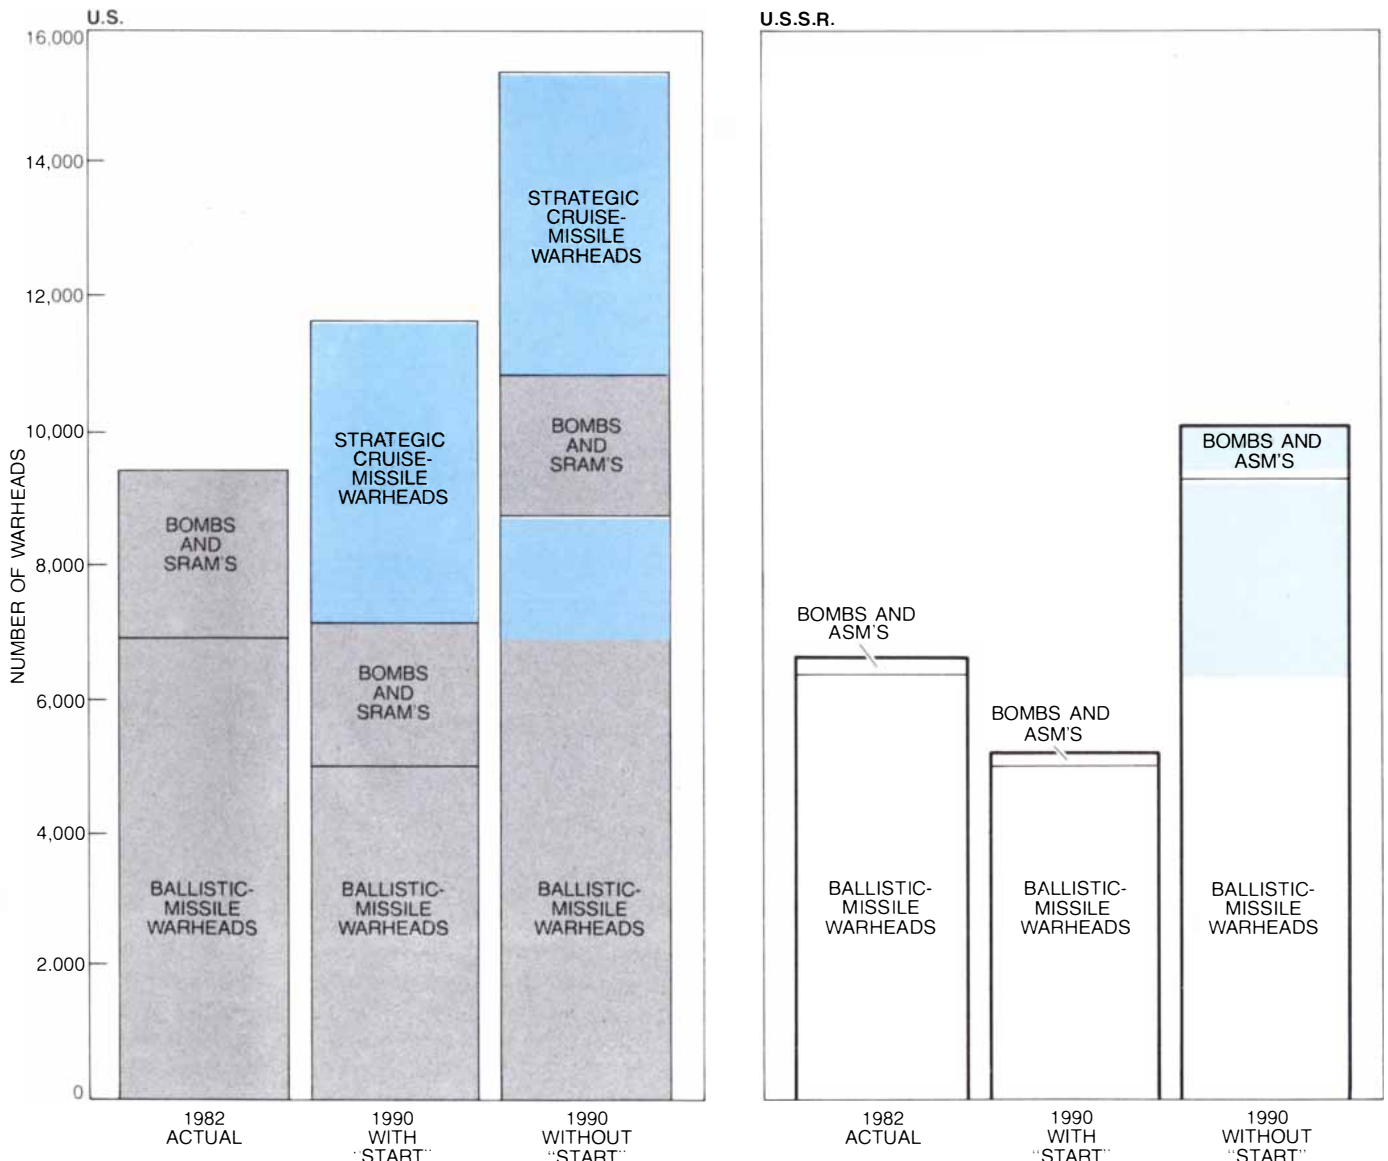 U.S.
16,000
14,000
12,000
10,000
8,000
6,000
4,000
2.000
0
NUMBER OF WARHEADS
BOMBS
AND
SRAM'S
BALLISTIC-
MISSILE
WARHEADS
1982
ACTUAL
STRATEGIC
CRUISE-
MISSILE
WARHEADS
BOMBS
AND
SRAM'S
BALLISTIC-
MISSILE
WARHEADS
1990
WITH
"START"
STRATEGIC
CRUISE-
MISSILE
WARHEADS
BOMBS
AND
SRAM'S
BALLISTIC-
MISSILE
WARHEADS
1990
WITHOUT
"START"
U.S.S.R.
BOMBS AND
ASM'S
BALLISTIC-
MISSILE
WARHEADS
1982
ACTUAL
BOMBS AND
ASM'S
BALLISTIC-
MISSILE
WARHEADS
1990
WITH
"START"
BOMBS AND
ASM'S
BALLISTIC-
MISSILE
WARHEADS
1990
WITHOUT
"START"